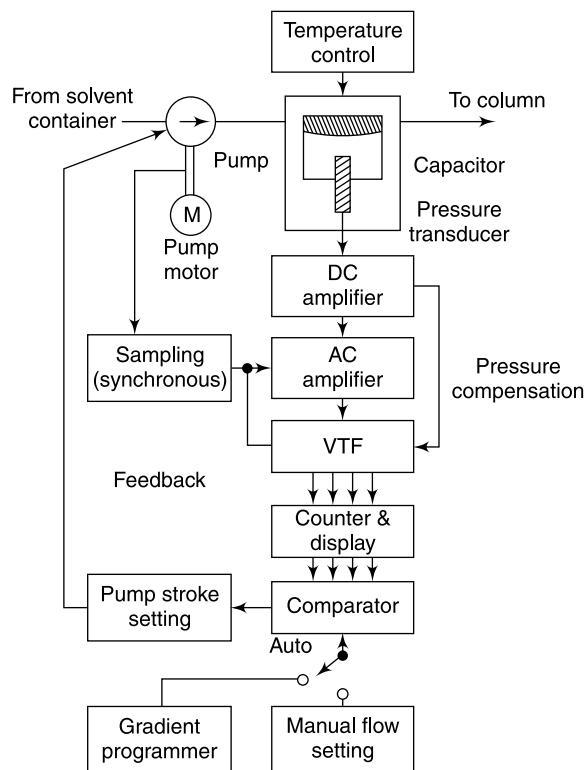 Temperature
control
From solvent
container
To column
Pump
Capacitor
M
Pump
motor
Pressure
transducer
DC
amplifier
Sampling
(synchronous)
AC
amplifier
Pressure
compensation
VTF
Feedback
Counter &
display
Pump stroke
setting
Comparator
Auto
Gradient
programmer
Manual flow
setting